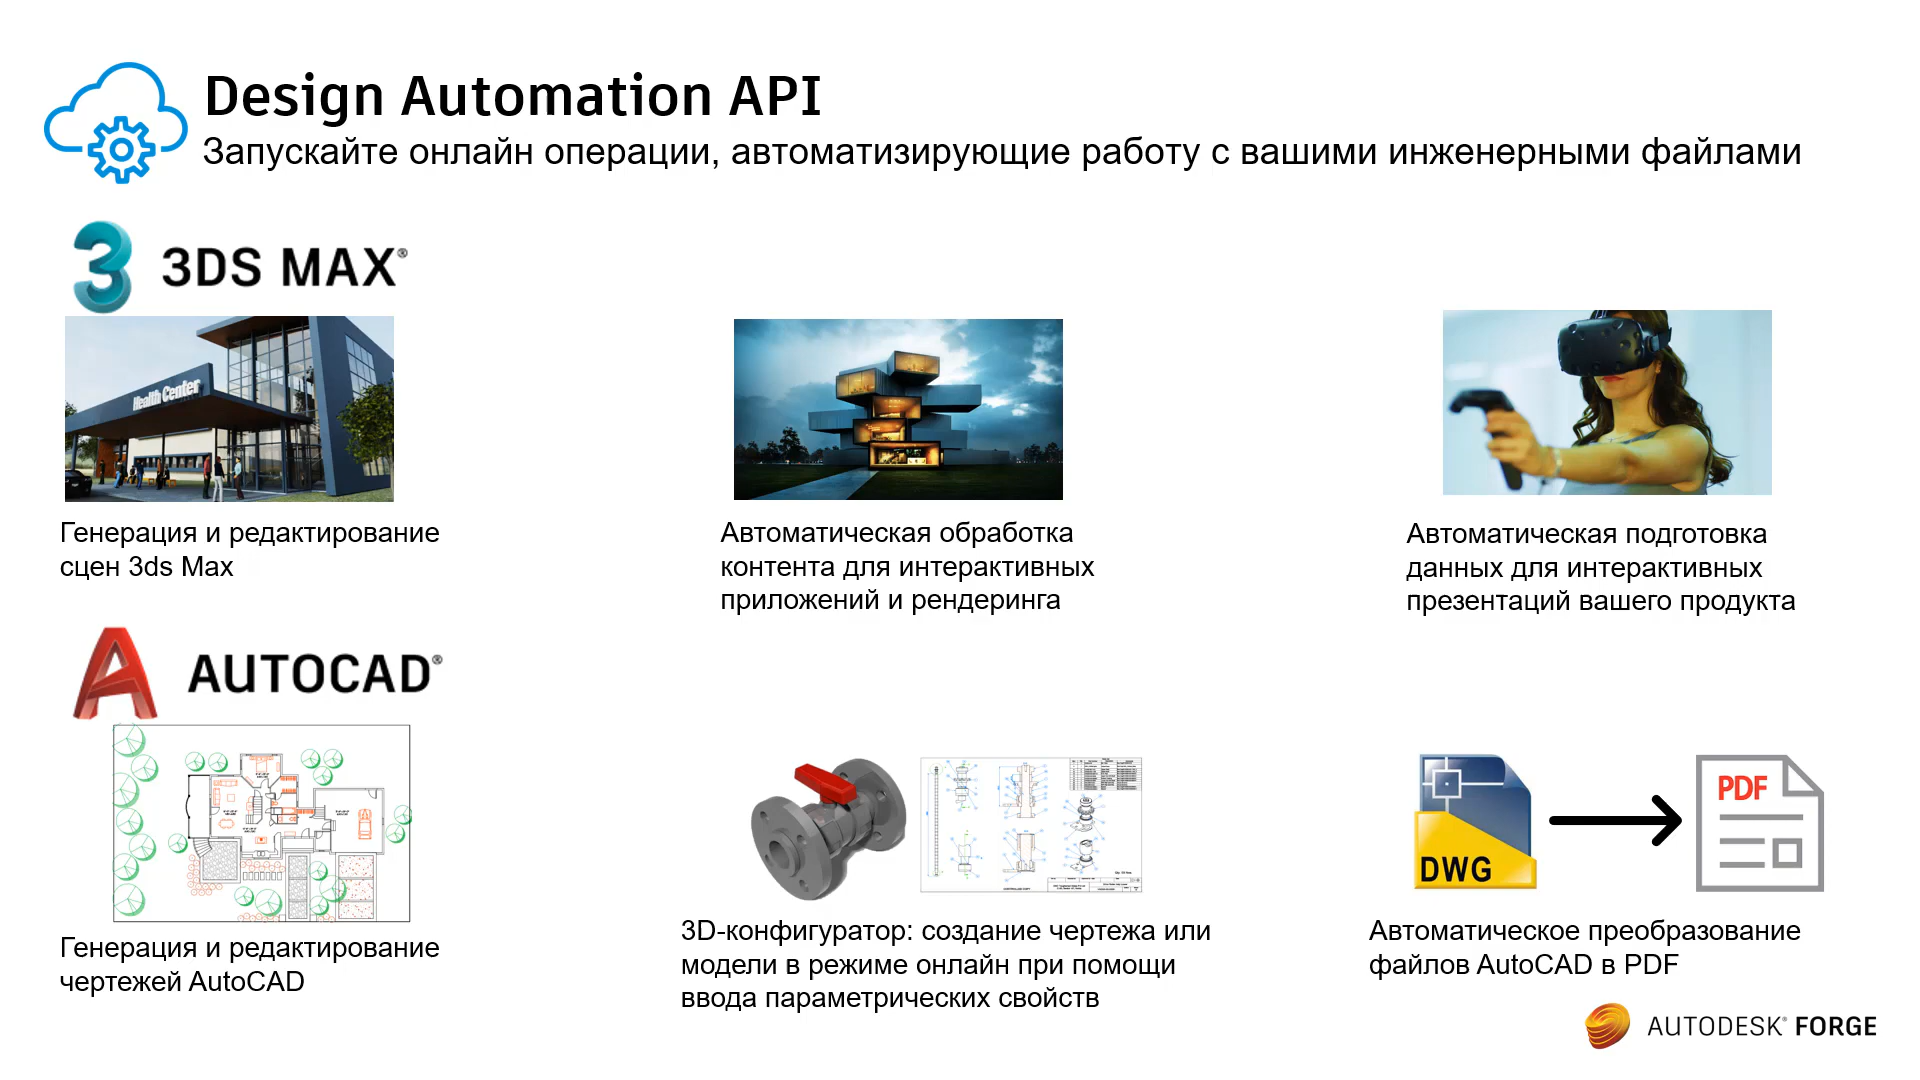 Design Automation API
Запускайте онлайн операции, автоматизирующие работу с вашими инженерными файлами
3DS MAX®
Health Center
Генерация и редактирование
сцен 3ds Max
Автоматическая обработка
контента для интерактивных
приложений и рендеринга
Автоматическая подготовка
данных для интерактивных
презентаций вашего продукта
AUTOCAD®
Генерация и редактирование
чертежей AutoCAD
3D-конфигуратор: создание чертежа или
модели в режиме онлайн при помощи
ввода параметрических свойств
DWG
PDF
Автоматическое преобразование
файлов AutoCAD в PDF
AUTODESK® FORGE